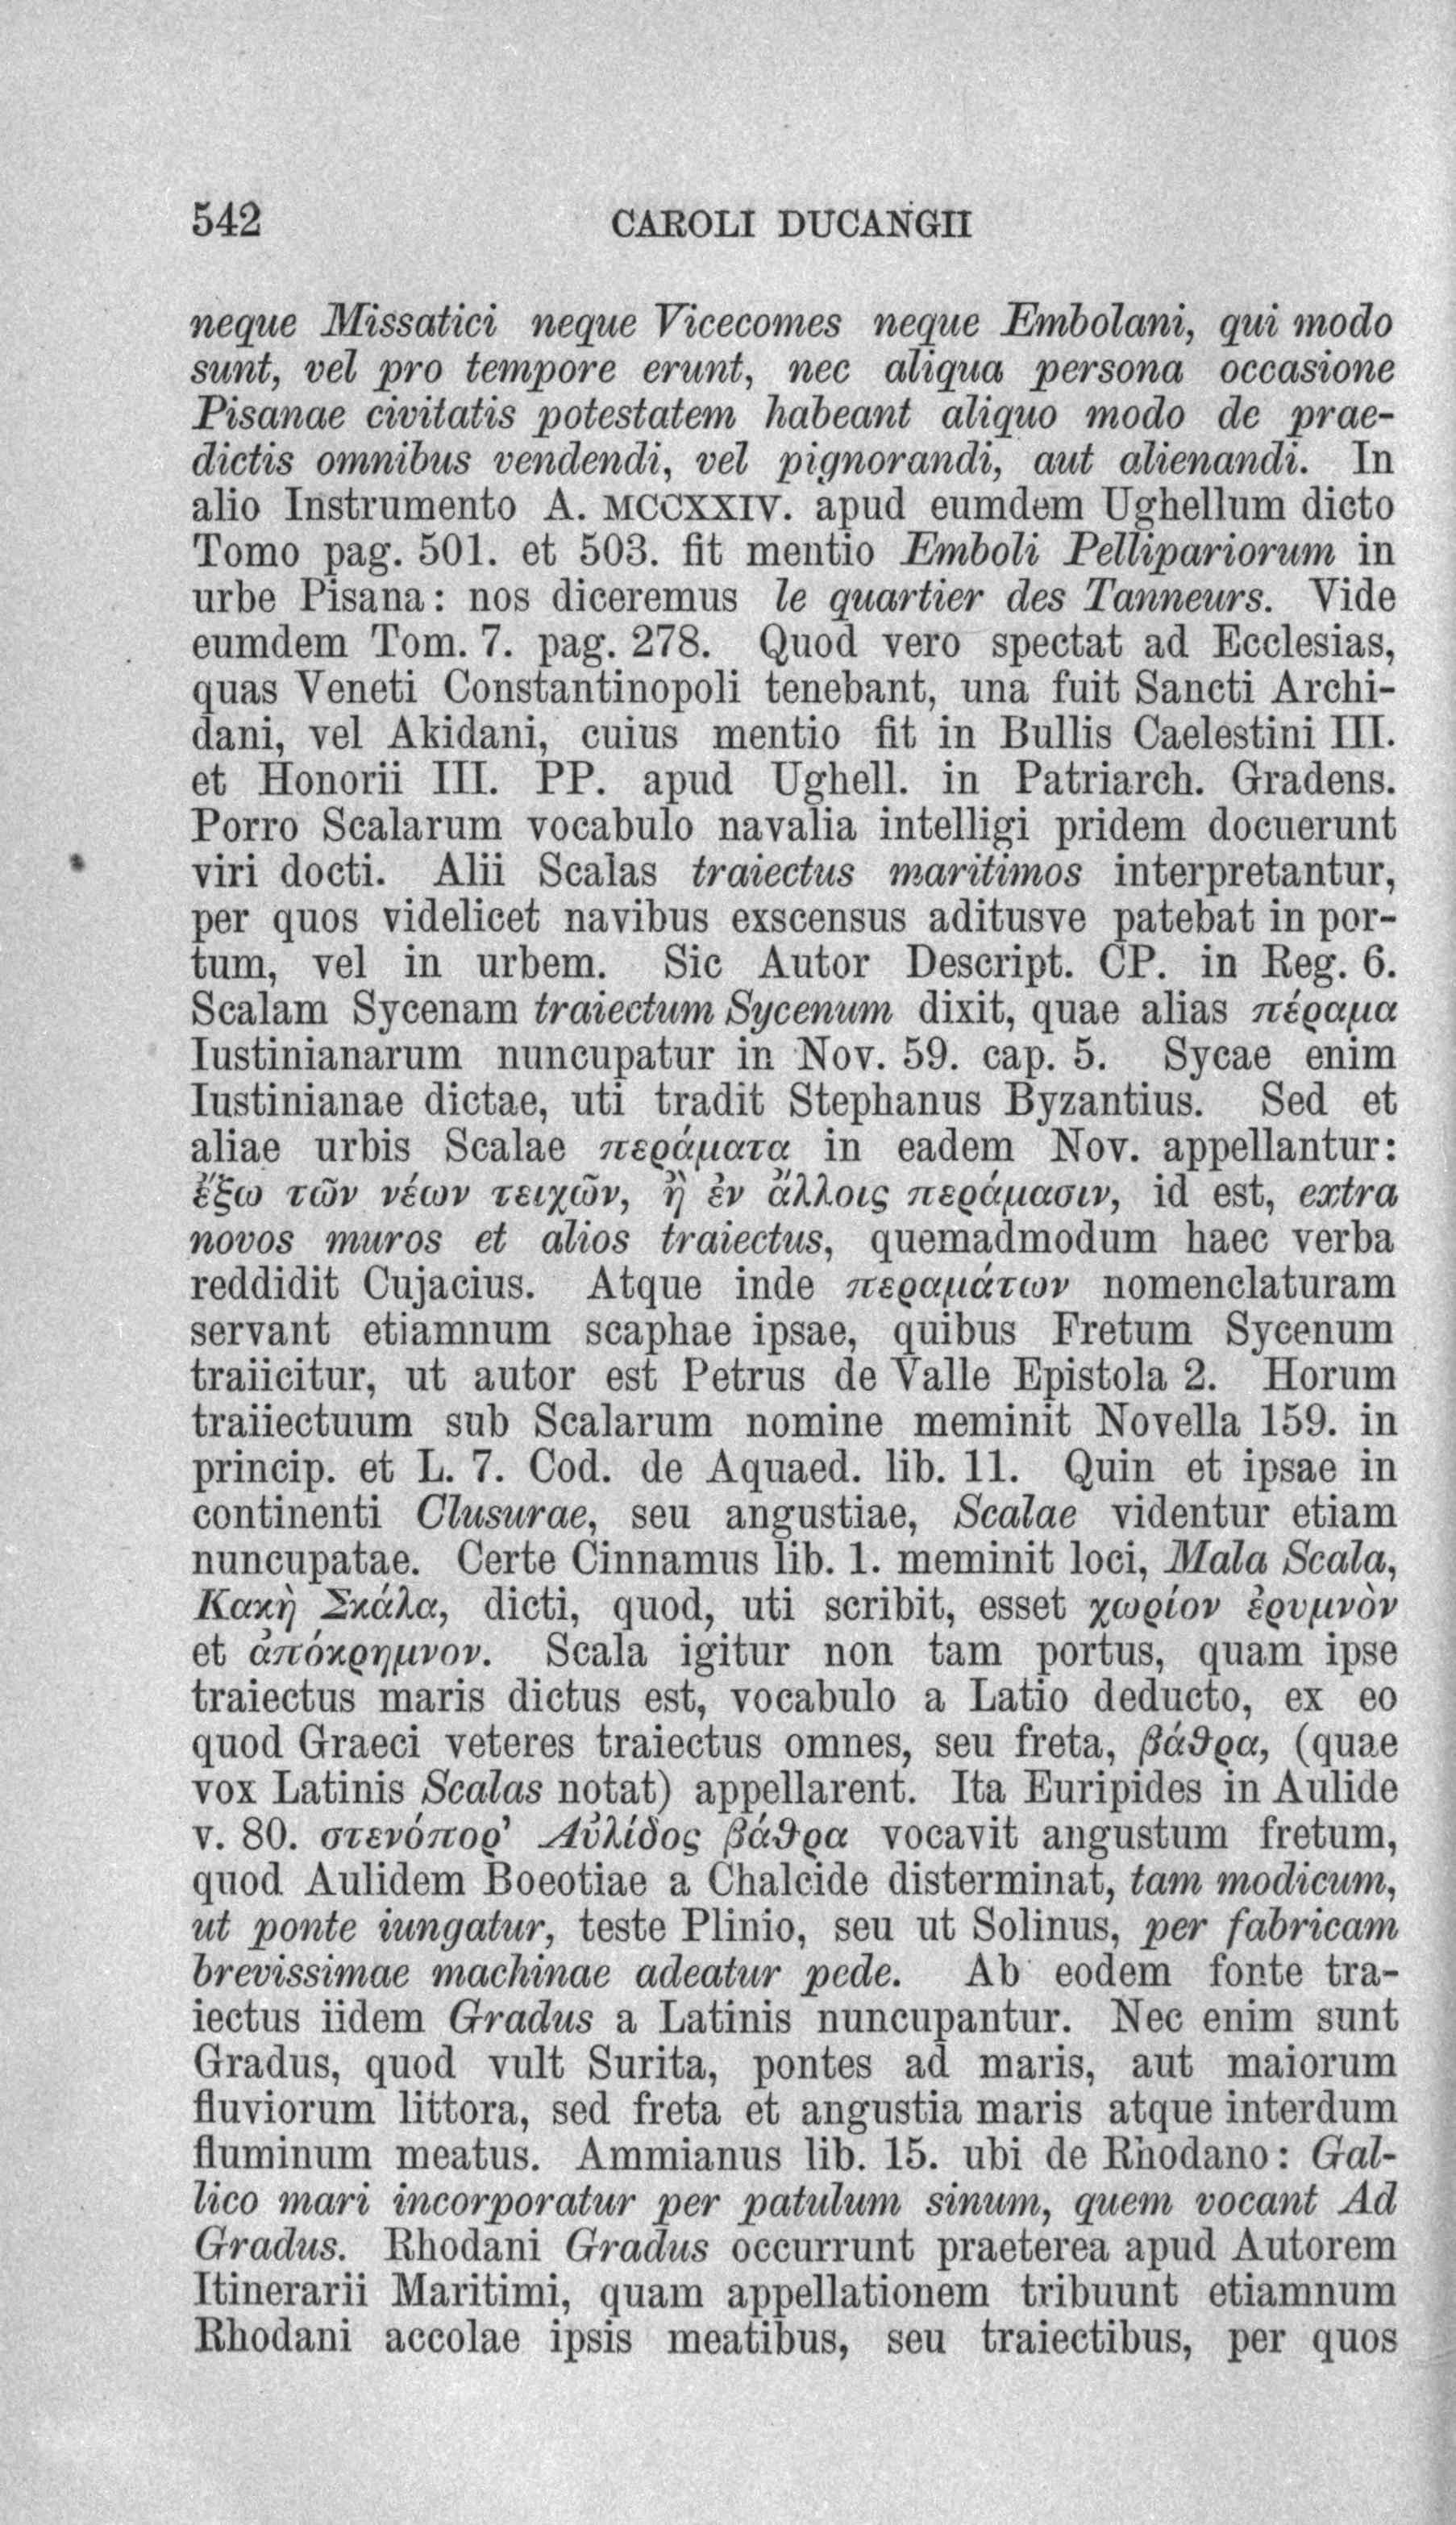 542 CAROLI DUCANGII
neque Missatici neque Vicecomes neque Embolani, qui modo
sunt, vel pro tempore erunt, nec aliqua persona occasione
Pisanae civitatis potestatem habeant aliquo modo de prae-
dictis omnibus vendendi, vel pignorandi, aut alienandi. In
alio Instrumento A. MCCXXIV. apud eumdem Ughellum dicto
Tomo pag. 501. et 503. fit mentio Emboli Pellipariorum in
urbe Pisana: nos diceremus le quartier des Tanneurs. Vide
eumdem Tom. 7. pag. 278. Quod vero spectat ad Ecclesias,
quas Veneti Constantinopoli tenebant, una fuit Sancti Archi-
dani, vel Akidani, cuius mentio fit in Bullis Caelestini III.
et Honorii III. PP. apud Ughell. in Patriarch. Gradens.
Porro Scalarum vocabulo navalia intelligi pridem docuerunt
viri docti. Alii Scalas traiectus maritimos interpretantur,
per quos videlicet navibus exscensus aditusve patebat in por-
tum, vel in urbem. Sic Autor Descript. CP. in Reg. 6.
Scalam Sycenam traiectum Sycenum dixit, quae alias πέραμα
Iustinianarum nuncupatur in Nov. 59. cap. 5. Sycae enim
Iustinianae dictae, uti tradit Stephanus Byzantius. Sed et
aliae urbis Scalae περάματα in eadem Nov. appellantur:
ἔξω τῶν νέων τειχῶν, ἢ ἐν ἄλλοις περάμασιν, id est, extra
novos muros et alios traiectus, quemadmodum haec verba
reddidit Cujacius. Atque inde περαμάτων nomenclaturam
servant etiamnum scaphae ipsae, quibus Fretum Sycenum
traiicitur, ut autor est Petrus de Valle Epistola 2. Horum
traiiectuum sub Scalarum nomine meminit Novella 159. in
princip. et L. 7. Cod. de Aquaed. lib. 11. Quin et ipsae in
continenti Clusurae, seu angustiae, Scalae videntur etiam
nuncupatae. Certe Cinnamus lib. 1. meminit loci, Mala Scala,
Κακὴ Σκάλα, dicti, quod, uti scribit, esset χωρίον ἐρυμνὸν
et ἀπόκρημνον. Scala igitur non tam portus, quam ipse
traiectus maris dictus est, vocabulo a Latio deducto, ex eo
quod Graeci veteres traiectus omnes, seu freta, βάθρα, (quae
vox Latinis Scalas notat) appellarent. Ita Euripides in Aulide
v. 80. στενόπορ’ Αὐλίδος βάθρα vocavit angustum fretum,
quod Aulidem Boeotiae a Chalcide disterminat, tam modicum,
ut ponte iungatur, teste Plinio, seu ut Solinus, per fabricam
brevissimae machinae adeatur pede. Ab eodem fonte tra-
iectus iidem Gradus a Latinis nuncupantur. Nec enim sunt
Gradus, quod vult Surita, pontes ad maris, aut maiorum
fluviorum littora, sed freta et angustia maris atque interdum
fluminum meatus. Ammianus lib. 15. ubi de Rhodano: Gal-
lico mari incorporatur per patulum sinum, quem vocant Ad
Gradus. Rhodani Gradus occurrunt praeterea apud Autorem
Itinerarii Maritimi, quam appellationem tribuunt etiamnum
Rhodani accolae ipsis meatibus, seu traiectibus, per quos